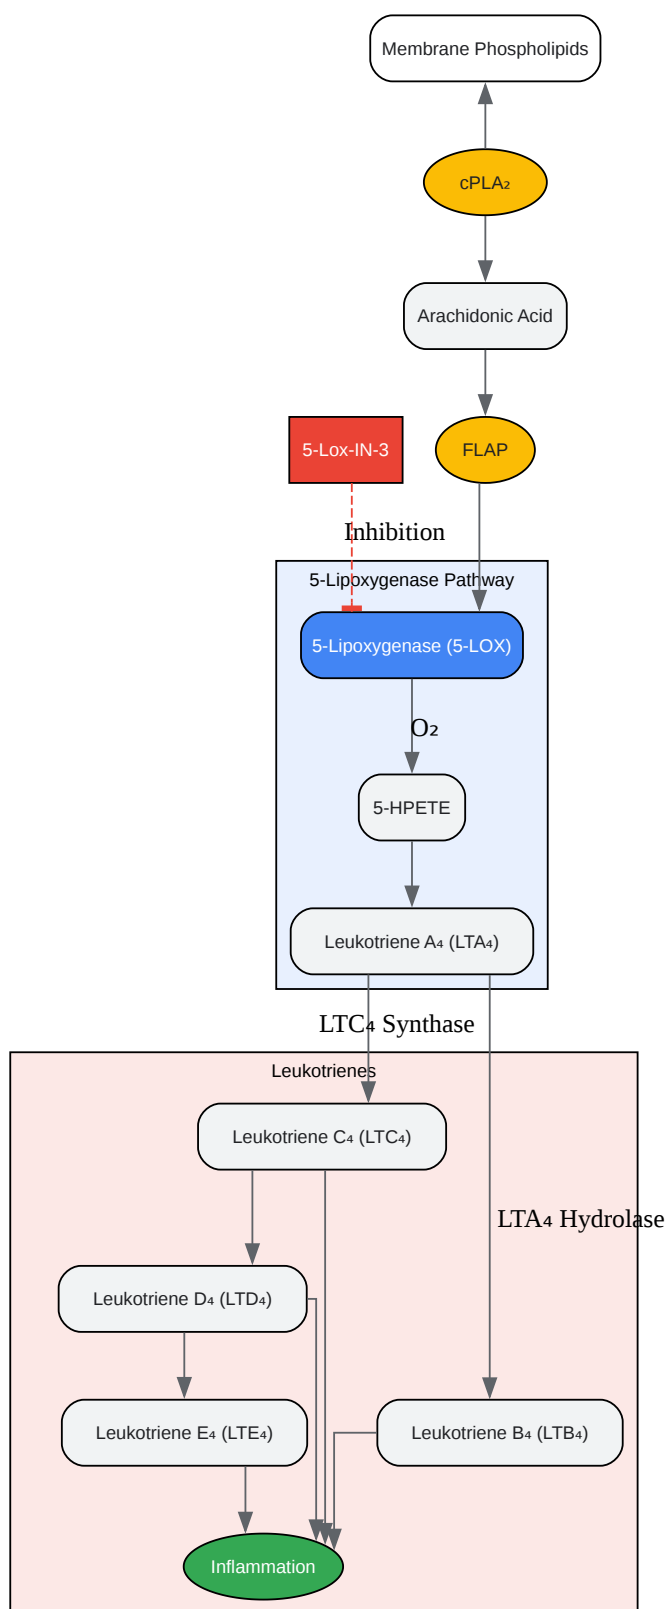 Membrane Phospholipids
cPLA₂
Arachidonic Acid
5-Lox-IN-3
FLAP
Inhibition
5-Lipoxygenase Pathway
5-Lipoxygenase (5-LOX)
O₂
5-HPETE
Leukotriene A₄ (LTA₄)
LTC₄ Synthase
Leukotrienes
Leukotriene C₄ (LTC₄)
LTA₄ Hydrolase
Leukotriene D₄ (LTD₄)
Leukotriene E₄ (LTE₄)
Leukotriene B₄ (LTB₄)
Inflammation